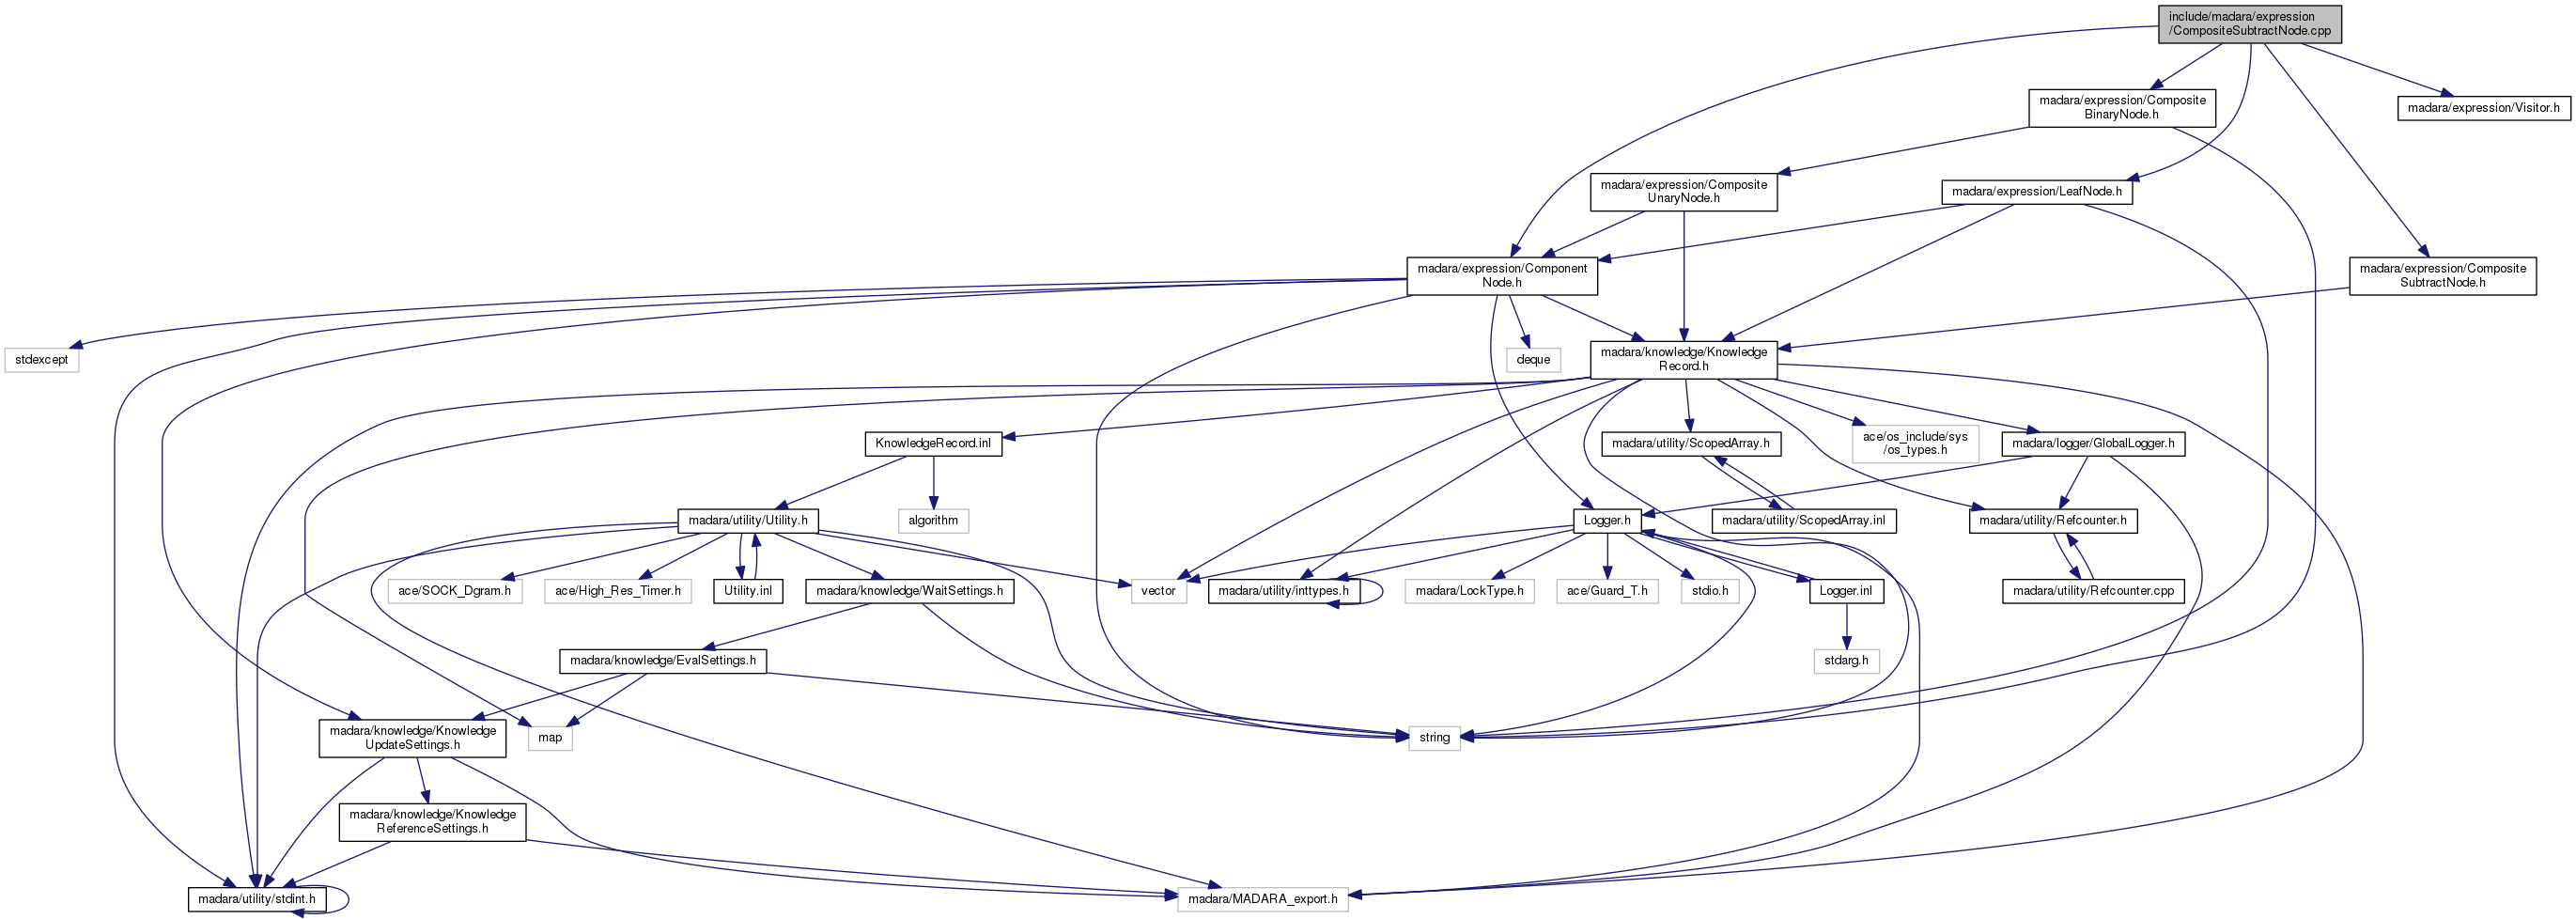 include/madara/expression
/CompositeSubtractNode.cpp
madara/expression/Composite
BinaryNode.h
madara/expression/Visitor.h
madara/expression/Composite
UnaryNode.h
madara/expression/LeafNode.h
madara/expression/Component
Node.h
madara/expression/Composite
SubtractNode.h
stdexcept
deque
madara/knowledge/Knowledge
Record.h
KnowledgeRecord.inl
madara/utility/ScopedArray.h
ace/os_include/sys
/os_types.h
madara/logger/GlobalLogger.h
madara/utility/Utility.h
algorithm
Logger.h
madara/utility/ScopedArray.inl
madara/utility/Refcounter.h
ace/SOCK_Dgram.h
ace/High_Res_Timer.h
Utility.inl
madara/knowledge/WaitSettings.h
vector
madara/utility/inttypes.h
madara/LockType.h
ace/Guard_T.h
stdio.h
Logger.inl
madara/utility/Refcounter.cpp
madara/knowledge/EvalSettings.h
stdarg.h
madara/knowledge/Knowledge
UpdateSettings.h
map
string
madara/knowledge/Knowledge
ReferenceSettings.h
madara/utility/stdint.h
madara/MADARA_export.h